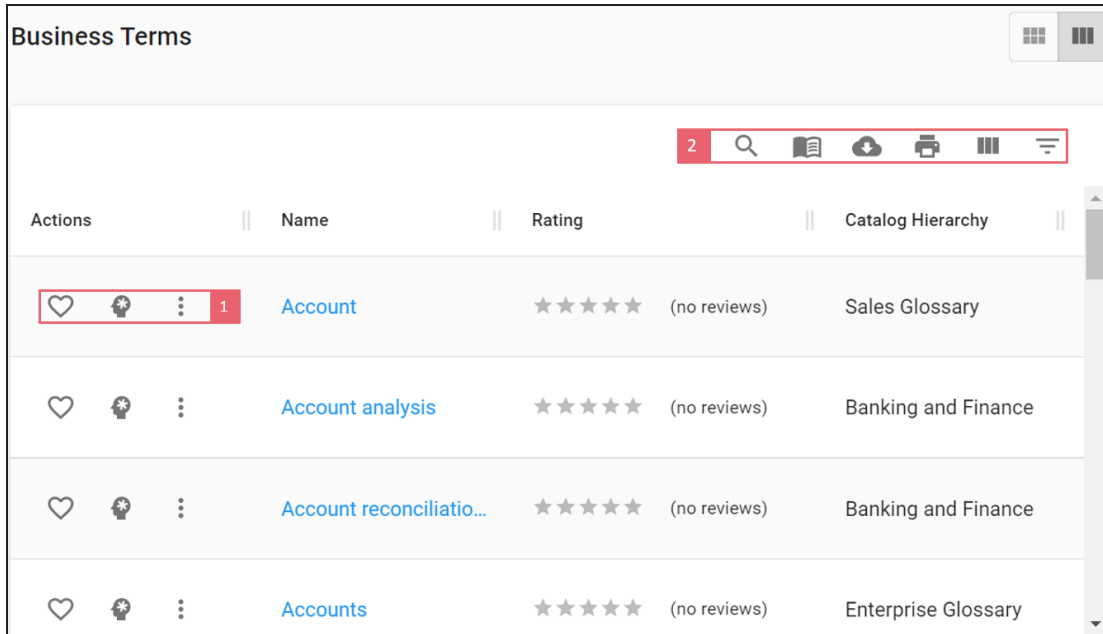 Business Terms
2
Actions Name Rating Catalog Hierarchy
1 Account (no reviews) Sales Glossary
Account analysis (no reviews) Banking and Finance
Account reconciliatio... (no reviews) Banking and Finance
Accounts (no reviews) Enterprise Glossary